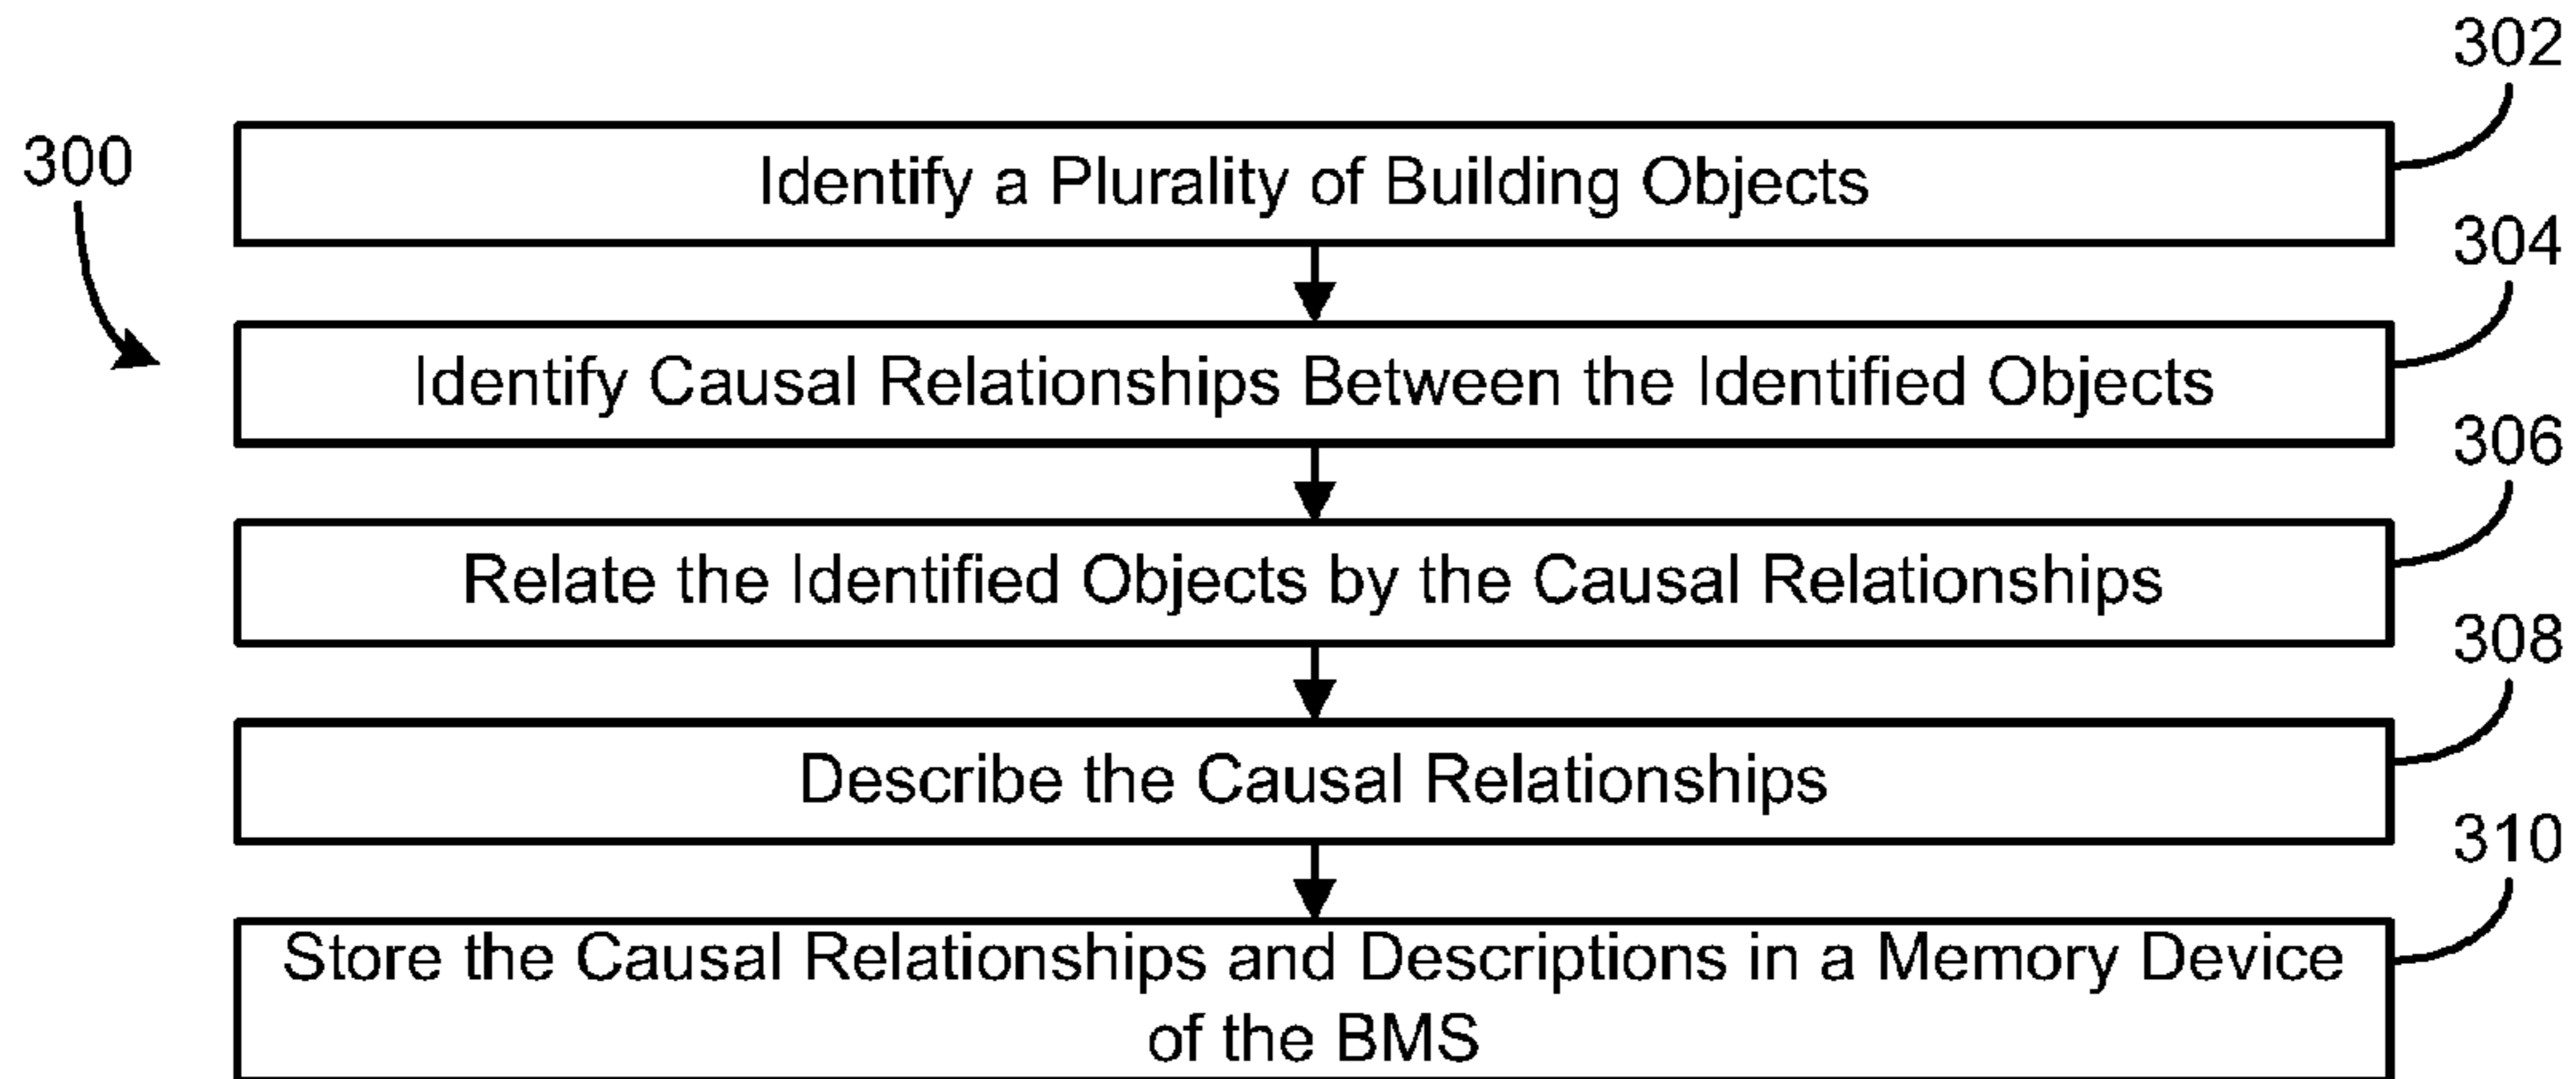 302
300
Identify a Plurality of Building Objects
304
Identify Causal Relationships Between the Identified Objects
306
Relate the Identified Objects by the Causal Relationships
308
Describe the Causal Relationships
310
Store the Causal Relationships and Descriptions in a Memory Device
of the BMS